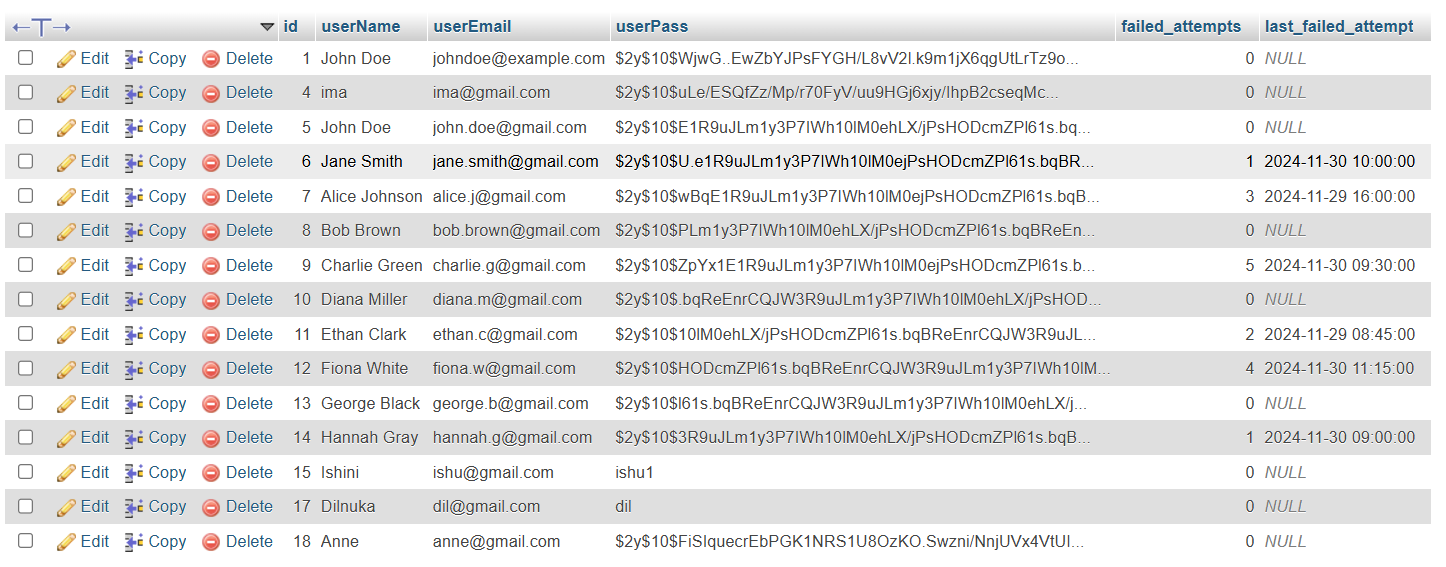 id userName userEmail userPass failed_attempts last_failed_attempt
Edit Copy Delete 1 John Doe johndoe@example.com $2y$10$WjwG..EwZbYJPsFYGH/L8vV2l.k9m1jX6qgUtLrTz9o... 0 NULL
Edit Copy Delete 4 ima ima@gmail.com $2y$10$uLe/ESQfZz/Mp/r70FyV/uu9HGj6xjy/IhpB2cseqMc... 0 NULL
Edit Copy Delete 5 John Doe john.doe@gmail.com $2y$10$E1R9uJLm1y3P7IWh10lM0ehLX/jPsHODcmZPl61s.bq... 0 NULL
Edit Copy Delete 6 Jane Smith jane.smith@gmail.com $2y$10$U.e1R9uJLm1y3P7IWh10lM0ejPsHODcmZPl61s.bqBR... 1 2024-11-30 10:00:00
Edit Copy Delete 7 Alice Johnson alice.j@gmail.com $2y$10$wBqE1R9uJLm1y3P7IWh10lM0ejPsHODcmZPl61s.bqB... 3 2024-11-29 16:00:00
Edit Copy Delete 8 Bob Brown bob.brown@gmail.com $2y$10$PLm1y3P7IWh10lM0ehLX/jPsHODcmZPl61s.bqBReEn... 0 NULL
Edit Copy Delete 9 Charlie Green charlie.g@gmail.com $2y$10$ZpYx1E1R9uJLm1y3P7IWh10lM0ejPsHODcmZPl61s.b... 5 2024-11-30 09:30:00
Edit Copy Delete 10 Diana Miller diana.m@gmail.com $2y$10$.bqReEnrCQJW3R9uJLm1y3P7IWh10lM0ehLX/jPsHOD... 0 NULL
Edit Copy Delete 11 Ethan Clark ethan.c@gmail.com $2y$10$10lM0ehLX/jPsHODcmZPl61s.bqBReEnrCQJW3R9uJL... 2 2024-11-29 08:45:00
Edit Copy Delete 12 Fiona White fiona.w@gmail.com $2y$10$HODcmZPl61s.bqBReEnrCQJW3R9uJLm1y3P7IWh10lM... 4 2024-11-30 11:15:00
Edit Copy Delete 13 George Black george.b@gmail.com $2y$10$l61s.bqBReEnrCQJW3R9uJLm1y3P7IWh10lM0ehLX/j... 0 NULL
Edit Copy Delete 14 Hannah Gray hannah.g@gmail.com $2y$10$3R9uJLm1y3P7IWh10lM0ehLX/jPsHODcmZPl61s.bqB... 1 2024-11-30 09:00:00
Edit Copy Delete 15 Ishini ishu@gmail.com ishu1 0 NULL
Edit Copy Delete 17 Dilnuka dil@gmail.com dil 0 NULL
Edit Copy Delete 18 Anne anne@gmail.com $2y$10$FiSIquecrEbPGK1NRS1U8OzKO.Swzni/NnjUVx4VtUl... 0 NULL